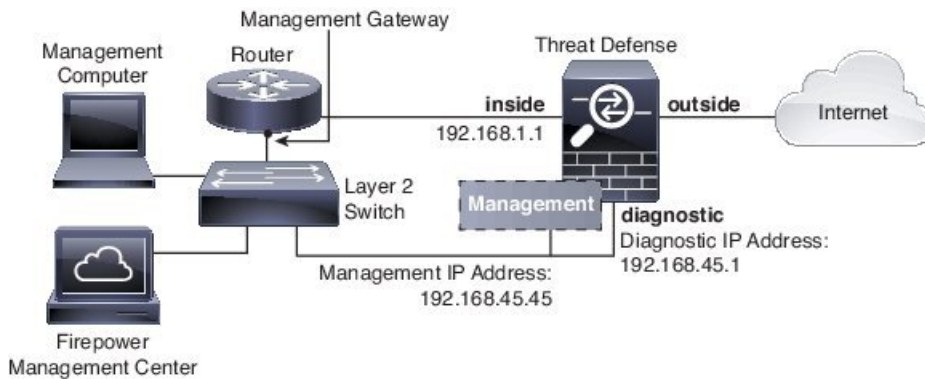 Management Gateway
Management
Computer
Router
Threat Defense
inside
192.168.1.1
outside
Internet
Layer 2
Switch
Management
diagnostic
Diagnostic IP Address:
192.168.45.1
Management IP Address:
192.168.45.45
Firepower
Management Center